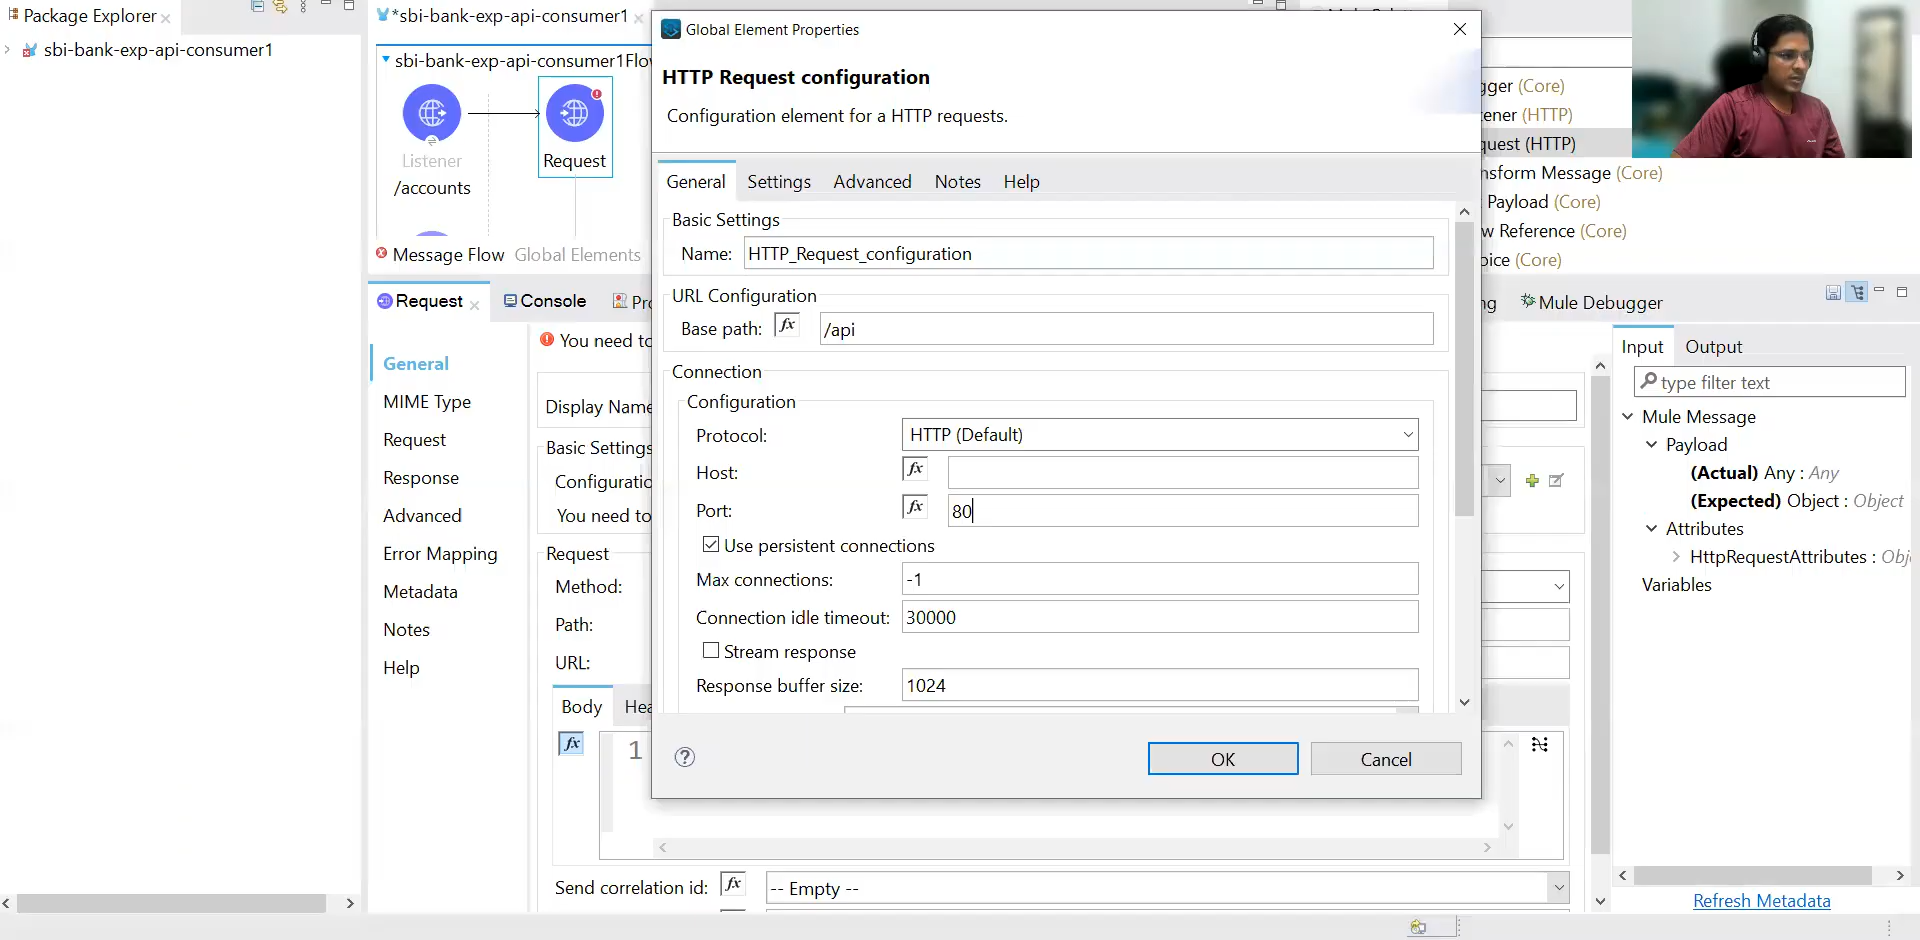 Package Explorer
sbi-bank-exp-api-consumer1
*sbi-bank-exp-api-consumer1
sbi-bank-exp-api-consumer1Flow
Listener
/accounts
Request
Message Flow
Global Elements
Request
Console
General
MIME Type
Request
Response
Advanced
Error Mapping
Metadata
Notes
Help
You need to
Display Name
Basic Settings
You need to
Request
Method:
Path:
URL:
Body
1
Send correlation id:
fx
-- Empty --
Global Element Properties
HTTP Request configuration
Configuration element for a HTTP requests.
General
Settings
Advanced
Notes
Help
Basic Settings
Name:
HTTP_Request_configuration
URL Configuration
Base path:
fx
/api
Connection
Configuration
Protocol:
HTTP (Default)
Host:
fx
Port:
fx
80
Use persistent connections
Max connections:
-1
Connection idle timeout:
30000
Stream response
Response buffer size:
1024
OK
Cancel
(Core)
(HTTP)
(HTTP)
Message (Core)
Payload (Core)
Reference (Core)
(Core)
Mule Debugger
Input
Output
type filter text
Mule Message
Payload
(Actual) Any : Any
(Expected) Object : Object
Attributes
HttpRequestAttributes :
Variables
Refresh Metadata